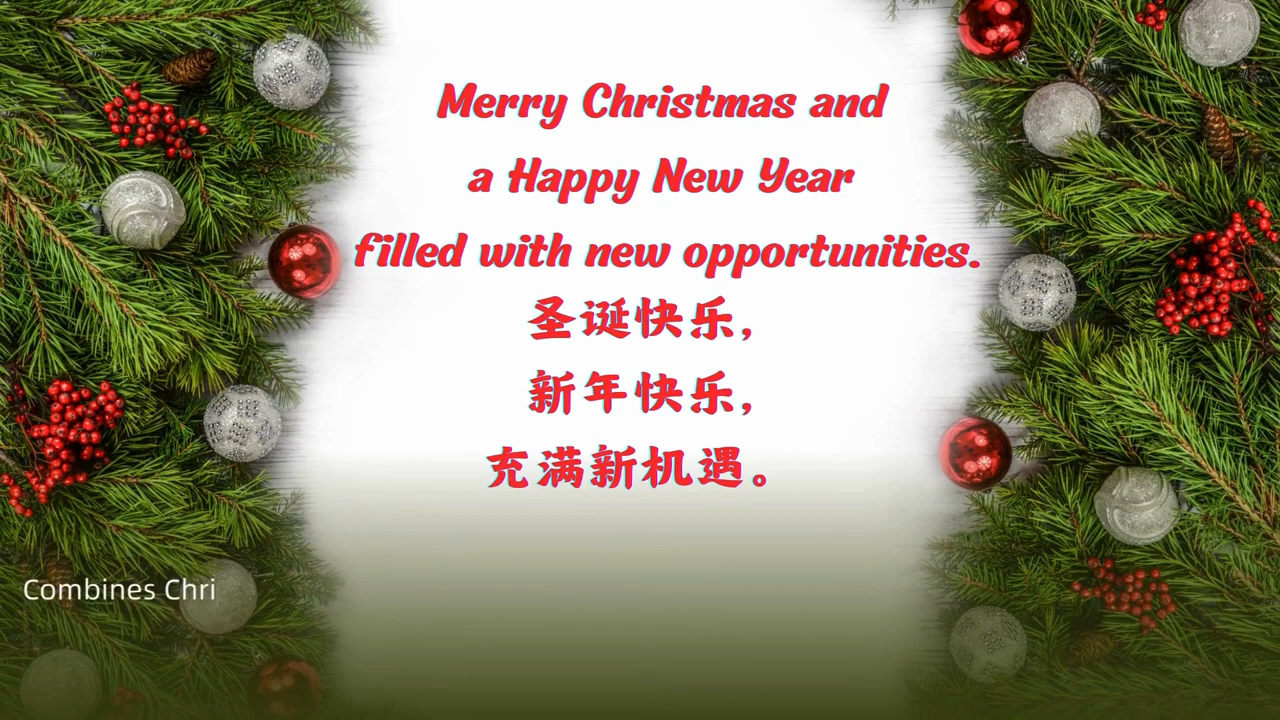 Merry Christmas and
a Happy New Year
filled with new opportunities.
圣诞快乐,
新年快乐,
充满新机遇。
Combines Chri